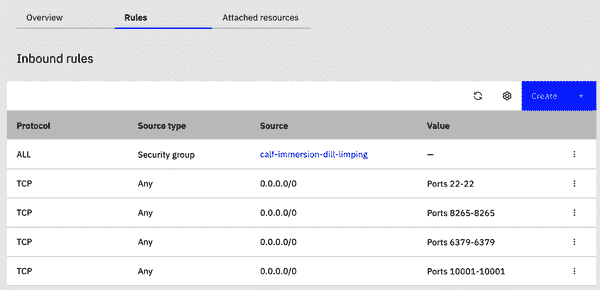 Overview Rules Attached resources
Inbound rules
Create +
Protocol Source type Source Value
ALL Security group calf-immersion-dill-limping —
TCP Any 0.0.0.0/0 Ports 22-22
TCP Any 0.0.0.0/0 Ports 8265-8265
TCP Any 0.0.0.0/0 Ports 6379-6379
TCP Any 0.0.0.0/0 Ports 10001-10001